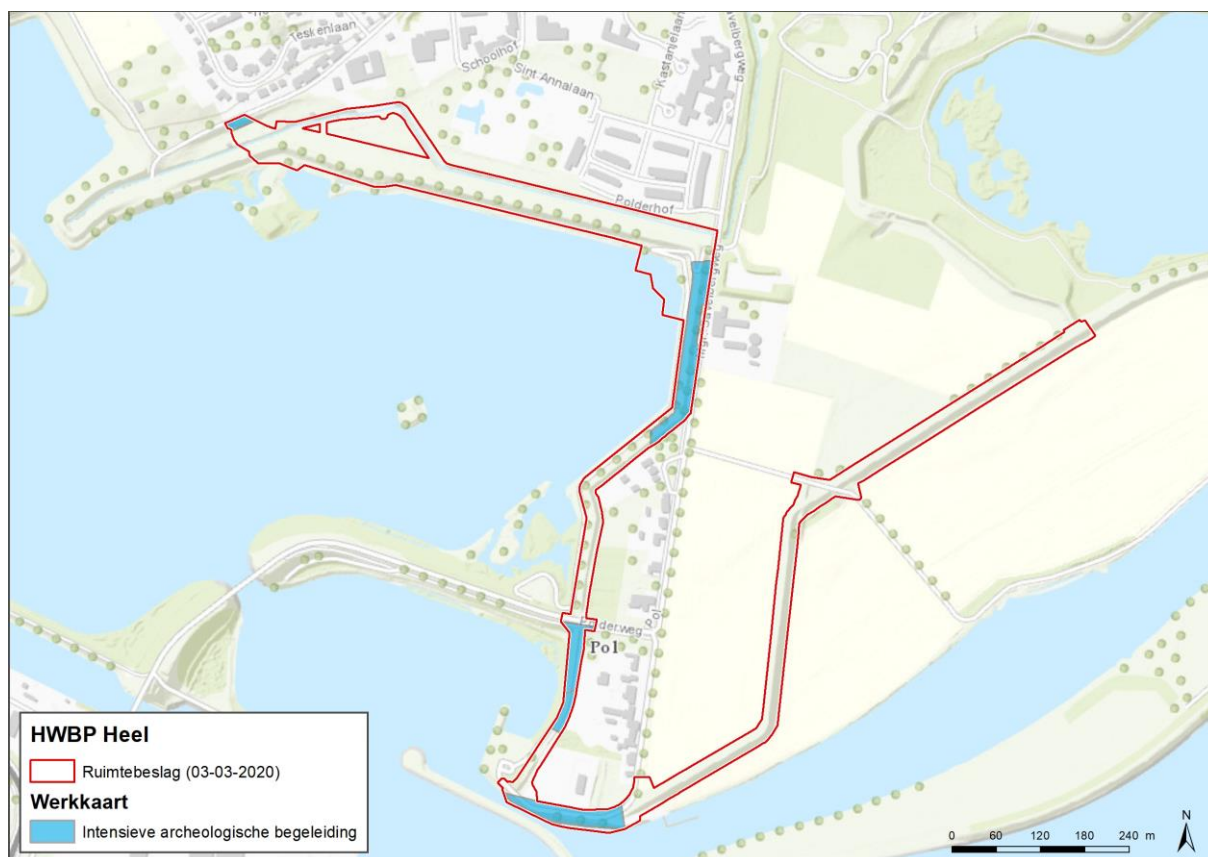 Teskenlaan
Schoolhof
Sint Annalaan
Kastanjelaan
Polderhof
Pol
Pol
HWBP Heel
Ruimtebeslag (03-03-2020)
Werkkaart
Intensieve archeologische begeleiding
0 60 120 180 240 m
N